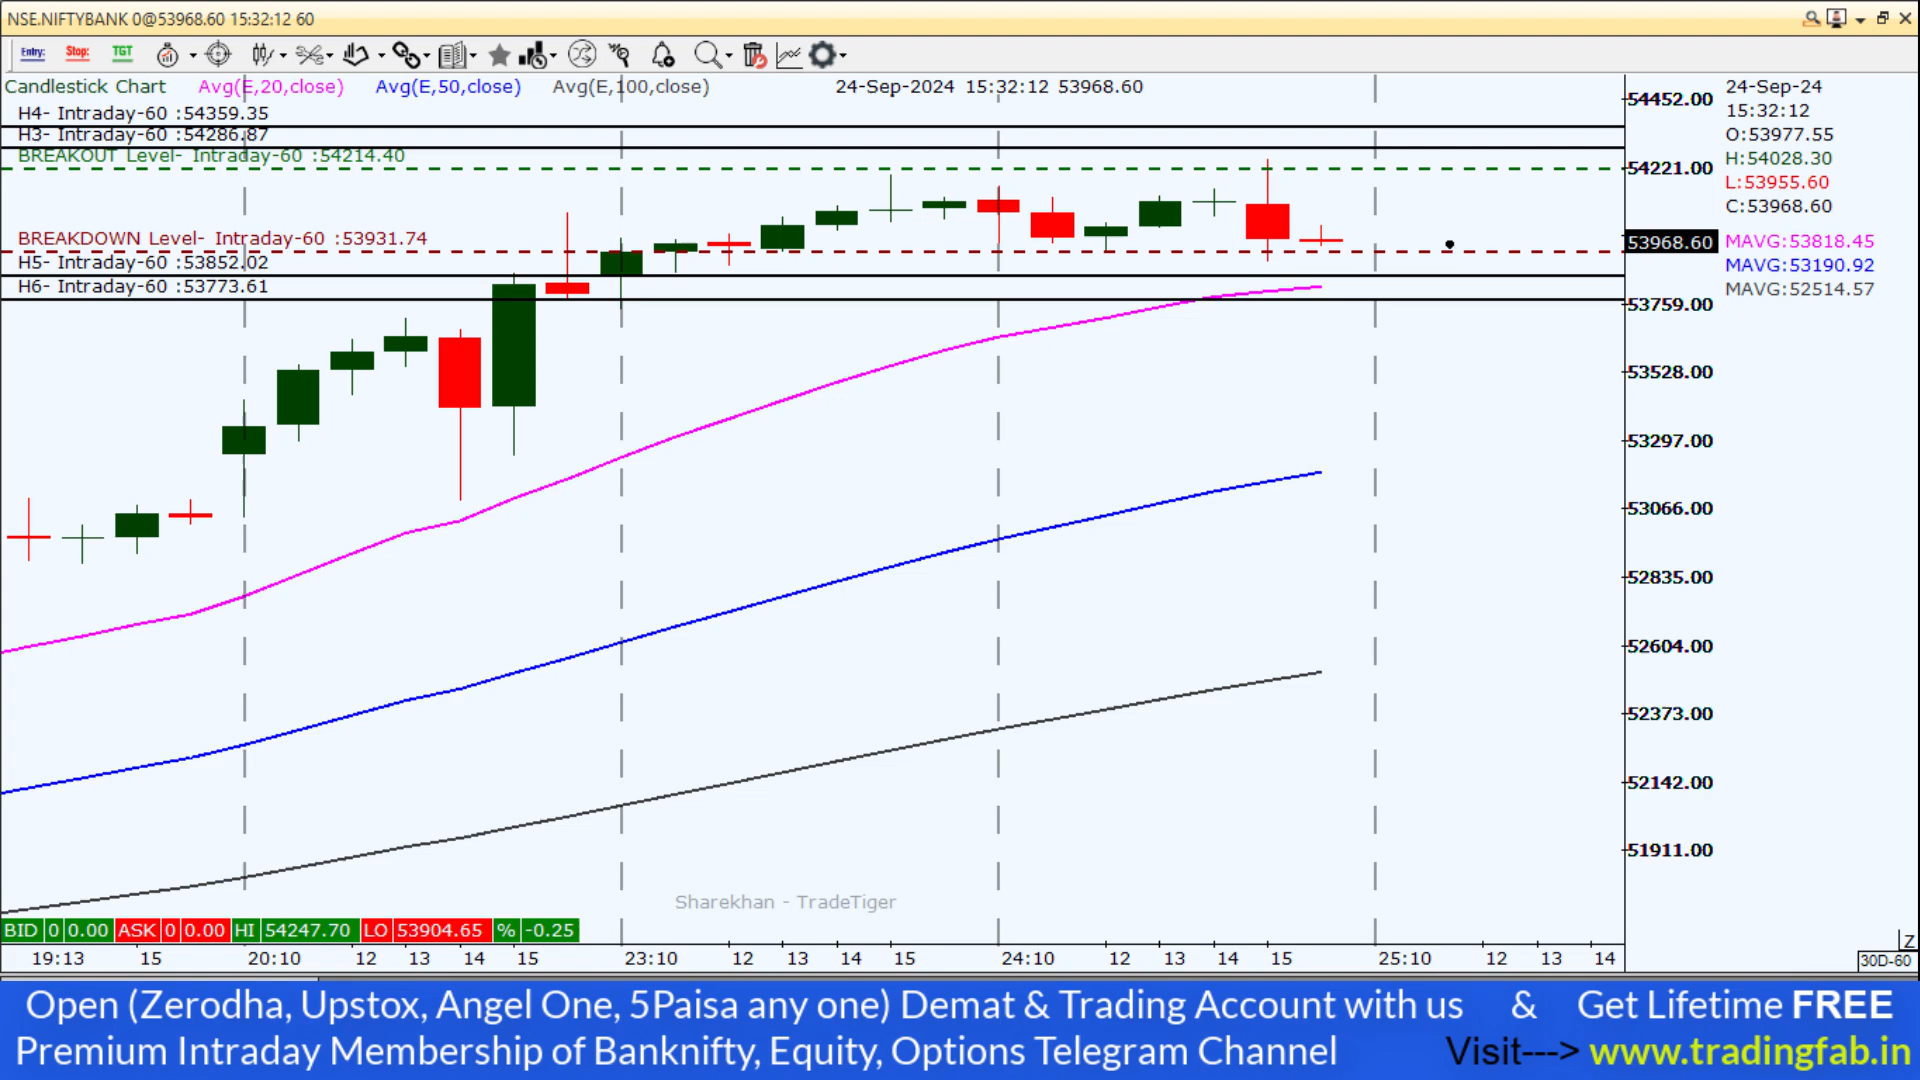 NSE.NIFTYBANK 0@53968.60 15:32:12 60
Entry: Stop: TGT
Candlestick Chart Avg(E,20,close) Avg(E,50,close) Avg(E,100,close) 24-Sep-2024 15:32:12 53968.60
H4- Intraday-60 :54359.35
H3- Intraday-60 :54286.87
BREAKOUT Level- Intraday-60 :54214.40
BREAKDOWN Level- Intraday-60 :53931.74
H5- Intraday-60 :53852.02
H6- Intraday-60 :53773.61
54452.00
54221.00
53968.60
53759.00
53528.00
53297.00
53066.00
52835.00
52604.00
52373.00
52142.00
51911.00
24-Sep-24
15:32:12
O:53977.55
H:54028.30
L:53955.60
C:53968.60
MAVG:53818.45
MAVG:53190.92
MAVG:52514.57
Sharekhan - TradeTiger
BID 0 0.00 ASK 0 0.00 HI 54247.70 LO 53904.65 % -0.25
Z
19:13 15 20:10 12 13 14 15 23:10 12 13 14 15 24:10 12 13 14 15 25:10 12 13 14
30D-60
Open (Zerodha, Upstox, Angel One, 5Paisa any one) Demat & Trading Account with us & Get Lifetime FREE
Premium Intraday Membership of Banknifty, Equity, Options Telegram Channel Visit---> www.tradingfab.in